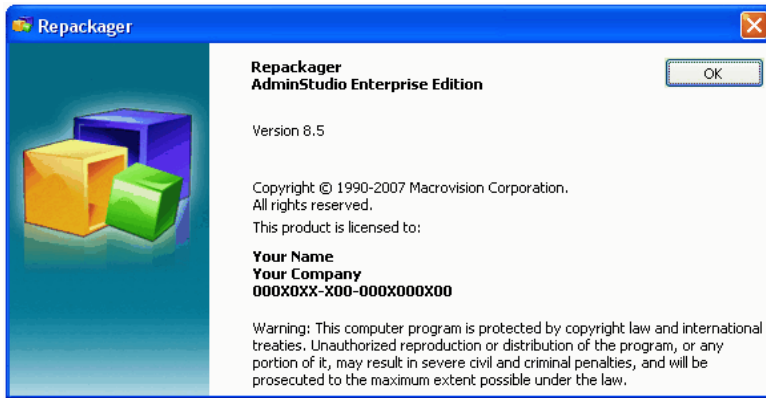 Repackager
Repackager
AdminStudio Enterprise Edition
OK
Version 8.5
Copyright © 1990-2007 Macrovision Corporation.
All rights reserved.
This product is licensed to:
Your Name
Your Company
000X0XX-X00-000X000X00
Warning: This computer program is protected by copyright law and international
treaties. Unauthorized reproduction or distribution of the program, or any
portion of it, may result in severe civil and criminal penalties, and will be
prosecuted to the maximum extent possible under the law.